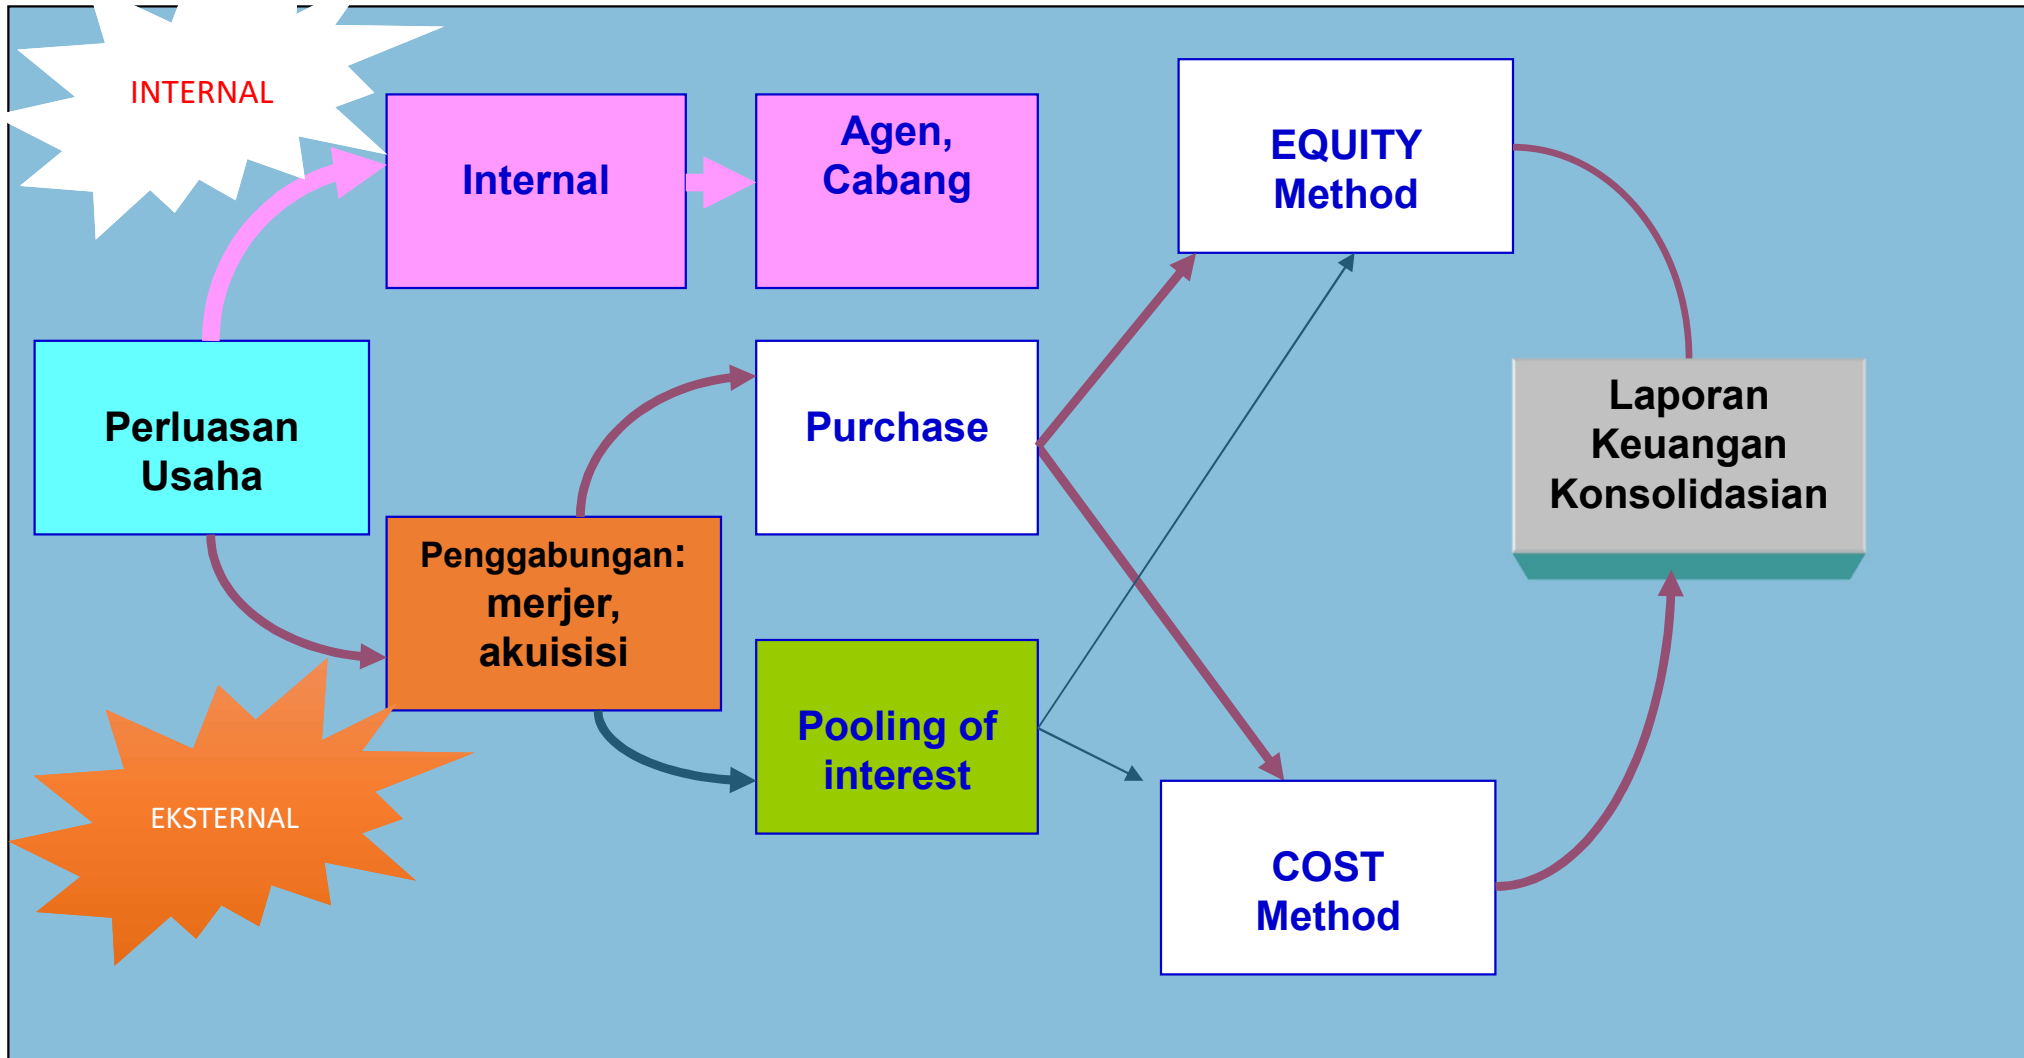 INTERNAL
Internal
Agen,
Cabang
EQUITY
Method
Perluasan
Usaha
Purchase
Laporan
Keuangan
Konsolidasian
Penggabungan:
merjer,
akuisisi
Pooling of
interest
EKSTERNAL
COST
Method